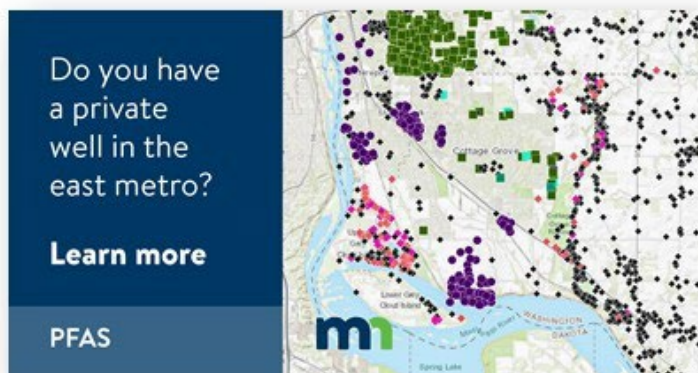 Do you have
a private
well in the
east metro?
Learn more
PFAS
Cottage Grove
Lower Grey
Cloud Island
mn
WASHINGTON
DAKOTA
Spring Lake